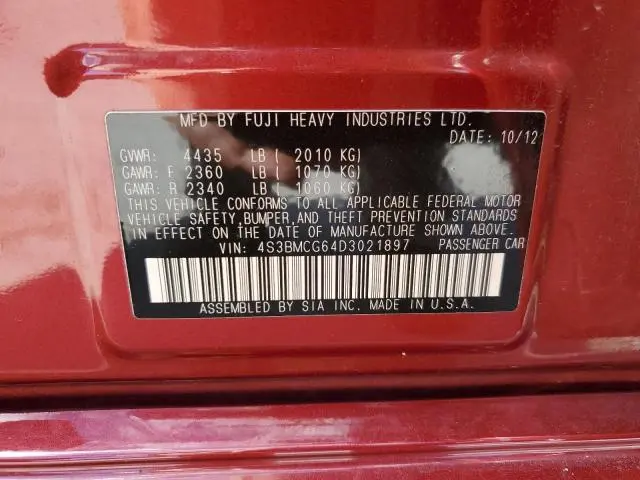 MFD BY FUJI HEAVY INDUSTRIES LTD.
DATE: 10/12
GVWR: 4435 LB ( 2010 KG)
GAWR: F 2360 LB ( 1070 KG)
GAWR: R 2340 LB ( 1060 KG)
THIS VEHICLE CONFORMS TO ALL APPLICABLE FEDERAL MOTOR
VEHICLE SAFETY,BUMPER,AND THEFT PREVENTION STANDARDS
IN EFFECT ON THE DATE OF MANUFACTURE SHOWN ABOVE.
VIN: 4S3BMCG64D3021897 PASSENGER CAR
ASSEMBLED BY SIA INC. MADE IN U.S.A.